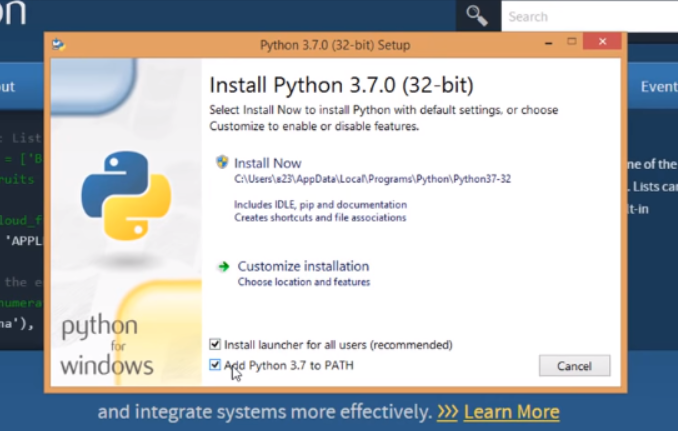 on
Search
Python 3.7.0 (32-bit) Setup
out
Event
Install Python 3.7.0 (32-bit)
Select Install Now to install Python with default settings, or choose
Customize to enable or disable features.
: List
= ['B
ruits
Install Now
C:\Users\e23\AppData\Local\Programs\Python\Python37-32
ne of the
Lists can
lt-in
Includes IDLE, pip and documentation
Creates shortcuts and file associations
loud_f
'APPL
Customize installation
Choose location and features
the e
numera
na'),
python
for
windows
Install launcher for all users (recommended)
Add Python 3.7 to PATH
Cancel
and integrate systems more effectively. >>> Learn More